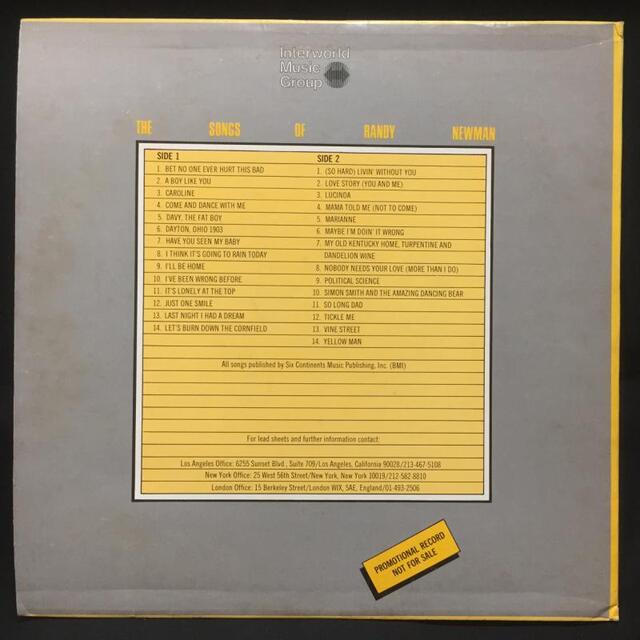 Interworld
Music
Group
THE SONGS OF RANDY NEWMAN
SIDE 1
1. BET NO ONE EVER HURT THIS BAD
2. A BOY LIKE YOU
3. CAROLINE
4. COME AND DANCE WITH ME
5. DAVY, THE FAT BOY
6. DAYTON, OHIO 1903
7. HAVE YOU SEEN MY BABY
8. I THINK IT'S GOING TO RAIN TODAY
9. I'LL BE HOME
10. I'VE BEEN WRONG BEFORE
11. IT'S LONELY AT THE TOP
12. JUST ONE SMILE
13. LAST NIGHT I HAD A DREAM
14. LET'S BURN DOWN THE CORNFIELD
SIDE 2
1. (SO HARD) LIVIN' WITHOUT YOU
2. LOVE STORY (YOU AND ME)
3. LUCINDA
4. MAMA TOLD ME (NOT TO COME)
5. MARIANNE
6. MAYBE I'M DOIN' IT WRONG
7. MY OLD KENTUCKY HOME, TURPENTINE AND
DANDELION WINE
8. NOBODY NEEDS YOUR LOVE (MORE THAN I DO)
9. POLITICAL SCIENCE
10. SIMON SMITH AND THE AMAZING DANCING BEAR
11. SO LONG DAD
12. TICKLE ME
13. VINE STREET
14. YELLOW MAN
All songs published by Six Continents Music Publishing, Inc. (BMI)
For lead sheets and further information contact:
Los Angeles Office: 6255 Sunset Blvd., Suite 709/Los Angeles, California 90028/213-467-5108
New York Office: 25 West 56th Street/New York, New York 10019/212-582-8810
London Office: 15 Berkeley Street/London WIX, 5AE, England/01-493-2506
PROMOTIONAL RECORD
NOT FOR SALE